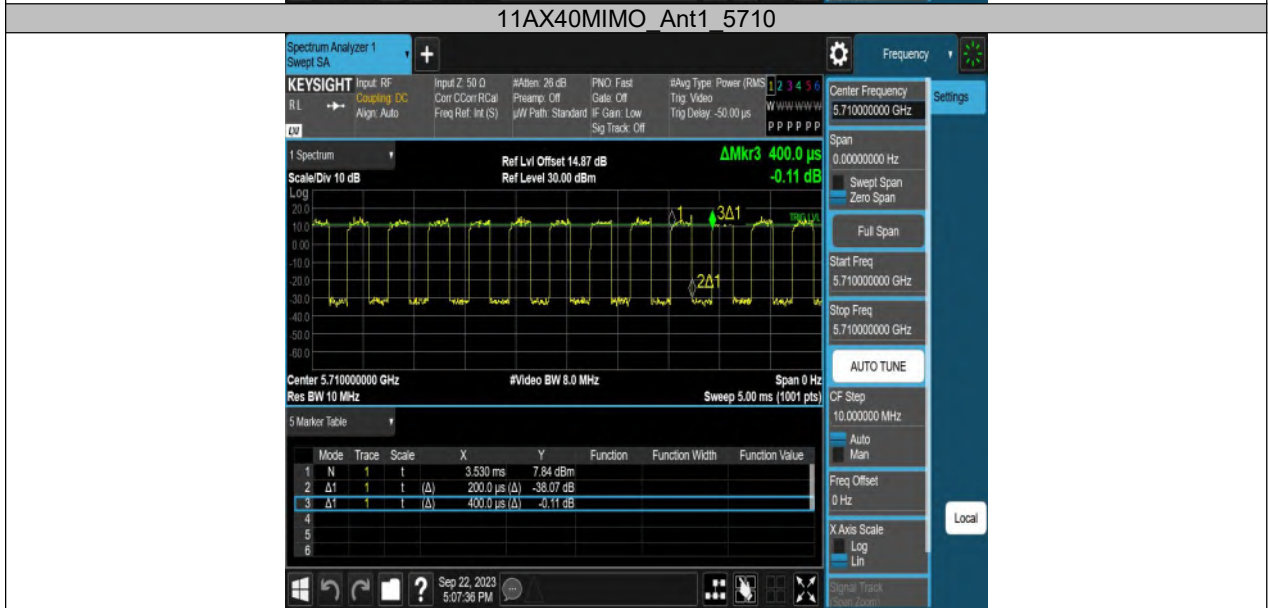 11AX40MIMO_Ant1_5710
Spectrum Analyzer 1
Swept SA
+
Frequency
KEYSIGHT
RL
LXI
Input: RF
Coupling: DC
Align: Auto
Input Z: 50 Ω
Corr CCorr RCal
Freq Ref: Int (S)
#Atten: 26 dB
Preamp: Off
µW Path: Standard
PNO: Fast
Gate: Off
IF Gain: Low
Sig Track: Off
#Avg Type: Power (RMS
Trig: Video
Trig Delay: -50.00 µs
1 2 3 4 5 6
W W W W W W
P P P P P P
1 Spectrum
Scale/Div 10 dB
Log
Ref Lvl Offset 14.87 dB
Ref Level 30.00 dBm
ΔMkr3 400.0 µs
-0.11 dB
20.0
10.0
0.00
-10.0
-20.0
-30.0
-40.0
-50.0
-60.0
1
3Δ1
TRIG LVL
2Δ1
Center 5.710000000 GHz
Res BW 10 MHz
#Video BW 8.0 MHz
Span 0 Hz
Sweep 5.00 ms (1001 pts)
5 Marker Table
Mode Trace Scale X Y Function Function Width Function Value
1 N 1 t 3.530 ms 7.84 dBm
2 Δ1 1 t (Δ) 200.0 µs (Δ) -38.07 dB
3 Δ1 1 t (Δ) 400.0 µs (Δ) -0.11 dB
4
5
6
Sep 22, 2023
5:07:36 PM
?
Center Frequency
5.710000000 GHz
Settings
Span
0.00000000 Hz
Swept Span
Zero Span
Full Span
Start Freq
5.710000000 GHz
Stop Freq
5.710000000 GHz
AUTO TUNE
CF Step
10.000000 MHz
Auto
Man
Freq Offset
0 Hz
X Axis Scale
Log
Lin
Local
Signal Track
(Span Zoom)